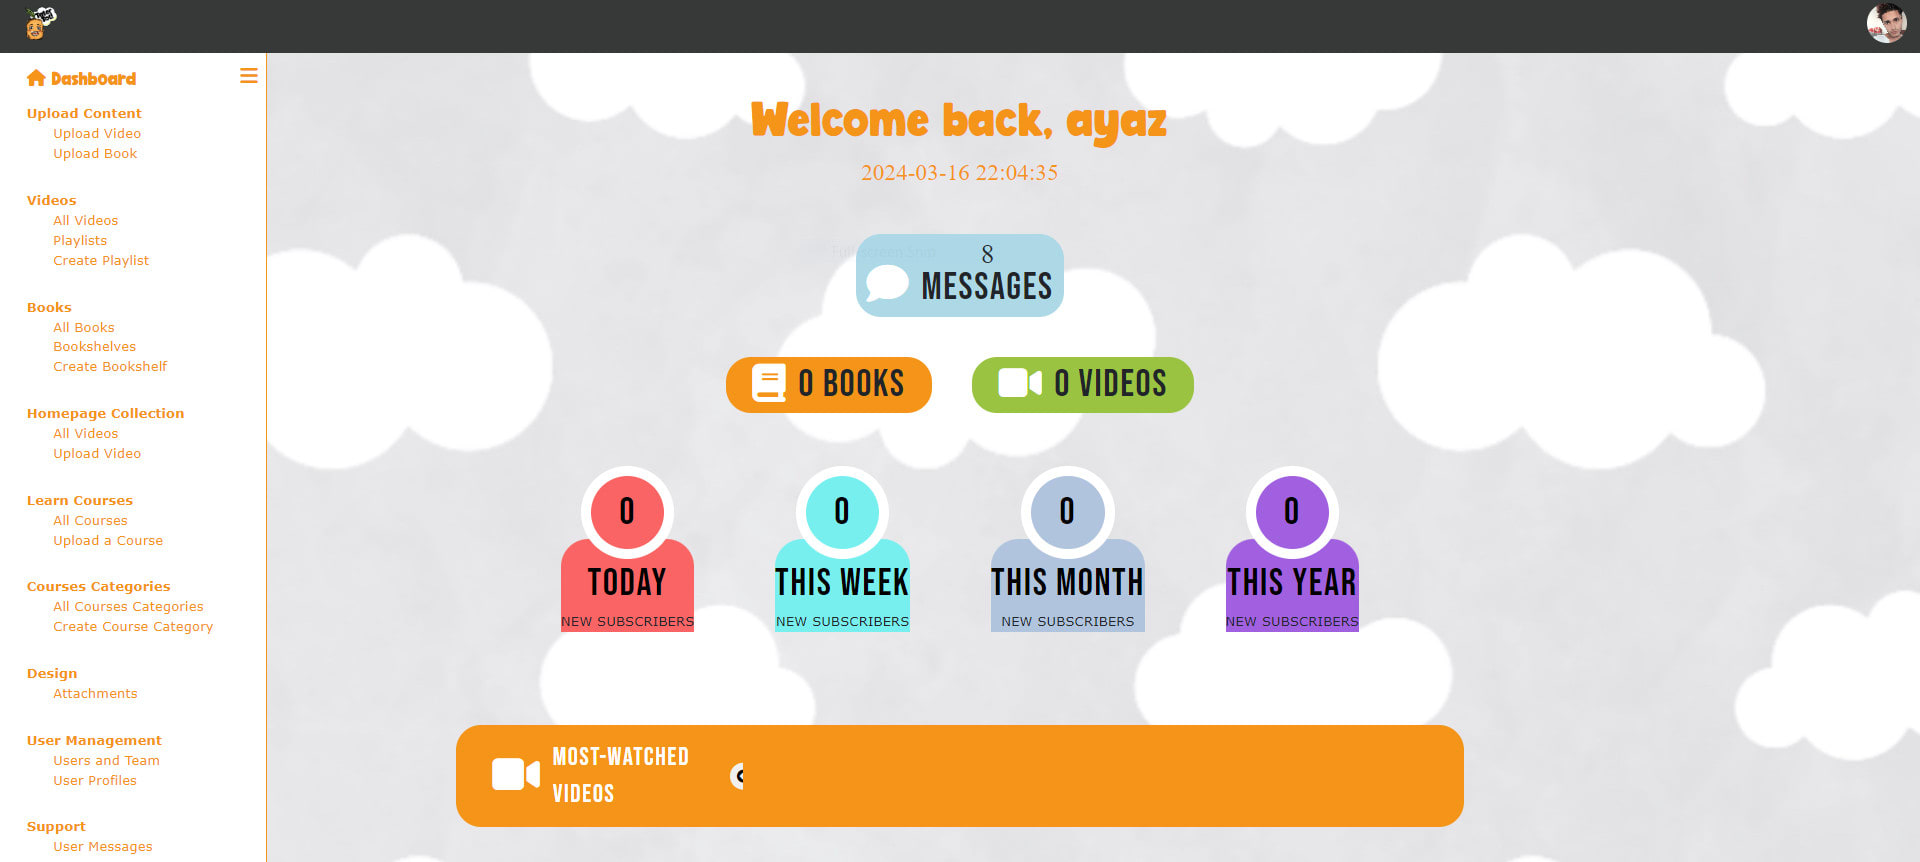 Dashboard
Upload Content
Upload Video
Upload Book
Videos
All Videos
Playlists
Create Playlist
Books
All Books
Bookshelves
Create Bookshelf
Homepage Collection
All Videos
Upload Video
Learn Courses
All Courses
Upload a Course
Courses Categories
All Courses Categories
Create Course Category
Design
Attachments
User Management
Users and Team
User Profiles
Support
User Messages
Welcome back, ayaz
2024-03-16 22:04:35
Full-screen Snip
8
MESSAGES
0 BOOKS
0 VIDEOS
0
TODAY
NEW SUBSCRIBERS
0
THIS WEEK
NEW SUBSCRIBERS
0
THIS MONTH
NEW SUBSCRIBERS
0
THIS YEAR
NEW SUBSCRIBERS
MOST-WATCHED
VIDEOS